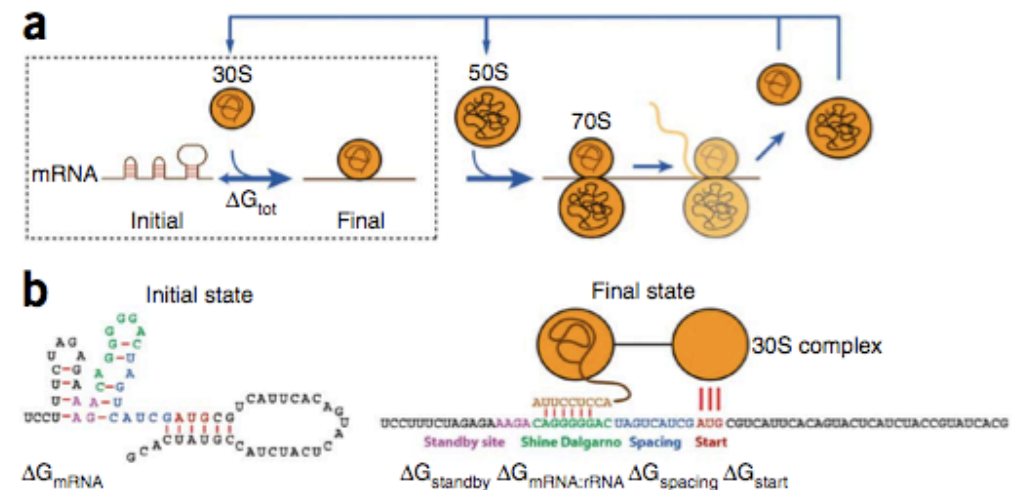 a
30S
50S
70S
mRNA
ΔGtot
Initial
Final
b
Initial state
Final state
30S complex
AUUCCUCCA
UCCUUUCUAGAGAAAGACAGGGGGACUAGUCAUCGAUGCGUCAUUCACAGUACUCAUCUACCGUAUCACG
Standby site Shine Dalgarno Spacing Start
ΔGmRNA
ΔGstandby ΔGmRNA:rRNA ΔGspacing ΔGstart